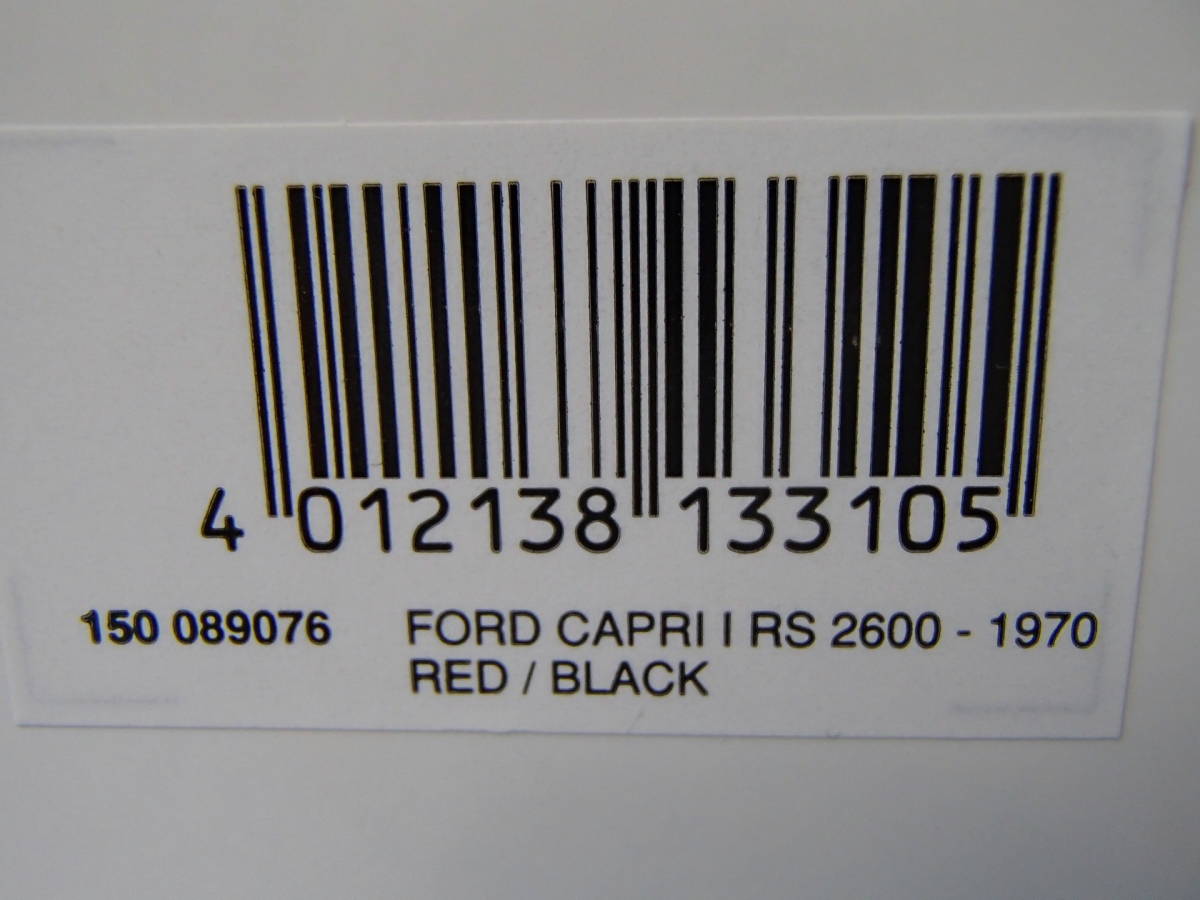 4 012138 133105
150 089076 FORD CAPRI I RS 2600 - 1970
RED / BLACK